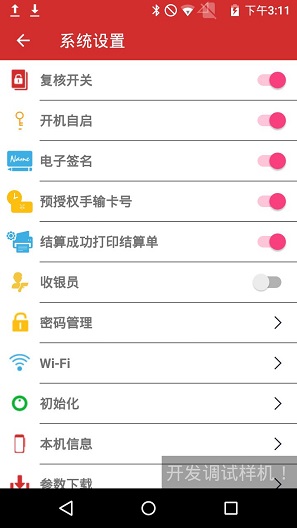 下午3:11
系统设置
复核开关
开机自启
Name
电子签名
预授权手输卡号
结算成功打印结算单
收银员
密码管理
Wi-Fi
初始化
本机信息
开发调试样机！
参数下载